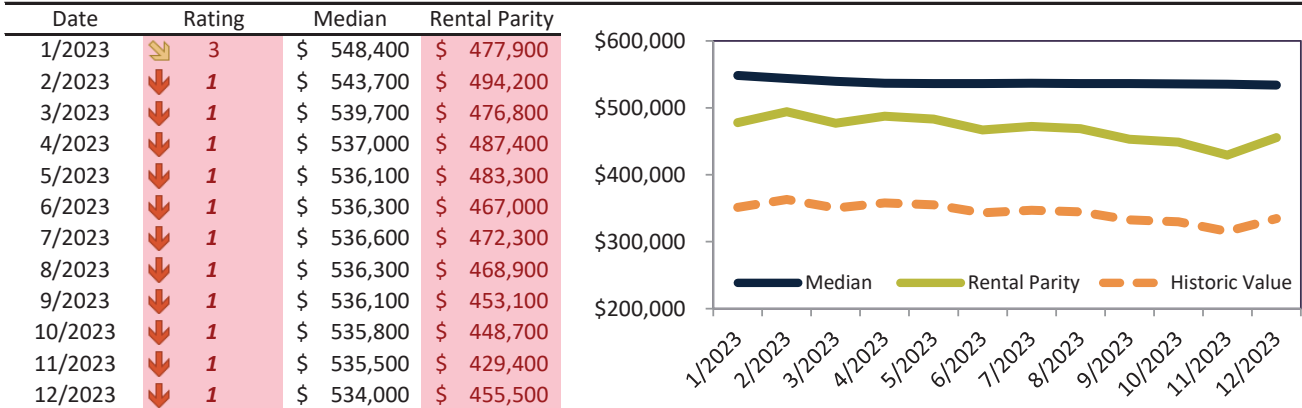 Date Rating Median Rental Parity
1/2023 3 $ 548,400 $ 477,900
2/2023 1 $ 543,700 $ 494,200
3/2023 1 $ 539,700 $ 476,800
4/2023 1 $ 537,000 $ 487,400
5/2023 1 $ 536,100 $ 483,300
6/2023 1 $ 536,300 $ 467,000
7/2023 1 $ 536,600 $ 472,300
8/2023 1 $ 536,300 $ 468,900
9/2023 1 $ 536,100 $ 453,100
10/2023 1 $ 535,800 $ 448,700
11/2023 1 $ 535,500 $ 429,400
12/2023 1 $ 534,000 $ 455,500
$600,000
$500,000
$400,000
$300,000
$200,000
Median Rental Parity Historic Value
1/2023 2/2023 3/2023 4/2023 5/2023 6/2023 7/2023 8/2023 9/2023 10/2023 11/2023 12/2023